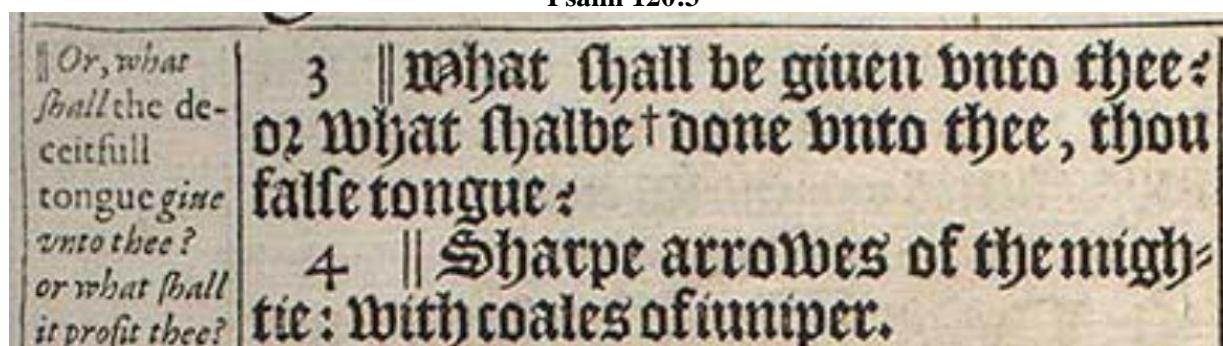 Psalm 120:3
‖ Or, what
ſhall the de-
ceitfull
tongue giue
vnto thee?
or what ſhall
it profit thee?
3 ‖ What ſhall be giuen vnto thee?
oꝛ what ſhalbe † done vnto thee, thou
falſe tongue?
4 ‖ Sharpe arrowes of the migh-
tie: with coales of iuniper.